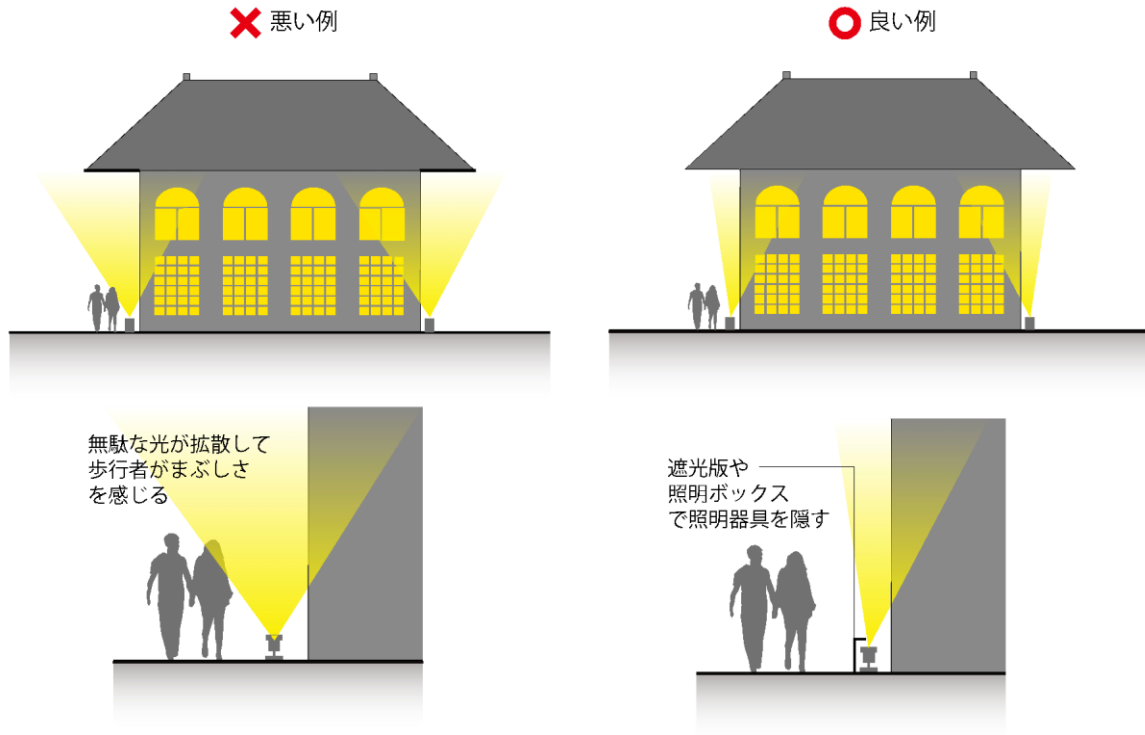 悪い例
良い例
無駄な光が拡散して
歩行者がまぶしさ
を感じる
遮光版や
照明ボックス
で照明器具を隠す